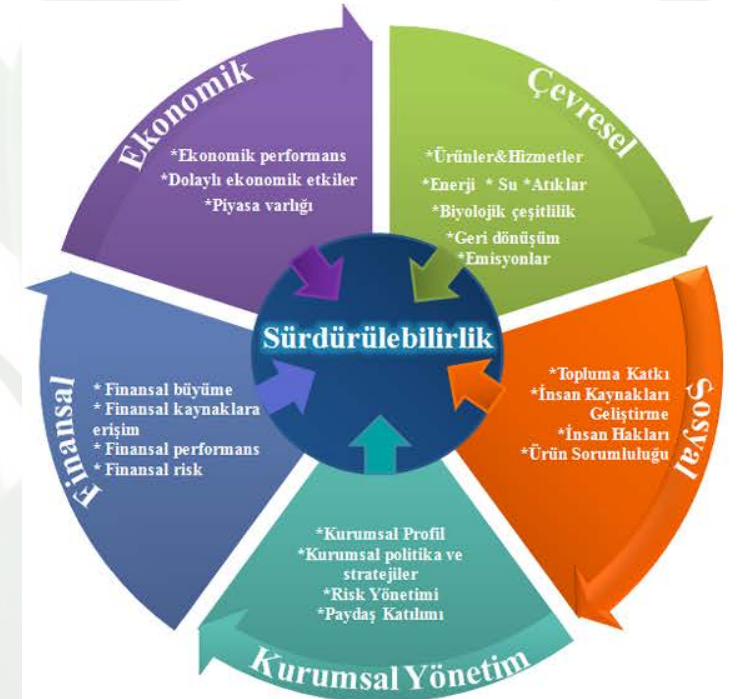 Ekonomik
*Ekonomik performans
*Dolaylı ekonomik etkiler
*Piyasa varlığı
Çevresel
*Ürünler&Hizmetler
*Enerji * Su *Atıklar
*Biyolojik çeşitlilik
*Geri dönüşüm
*Emisyonlar
Sürdürülebilirlik
Şosyal
*Topluma Katkı
*İnsan Kaynakları
Geliştirme
*İnsan Hakları
*Ürün Sorumluluğu
Finansal
* Finansal büyüme
* Finansal kaynaklara
erişim
* Finansal performans
* Finansal risk
*Kurumsal Profil
*Kurumsal politika ve
stratejiler
*Risk Yönetimi
*Paydaş Katılımı
Kurumsal Yönetim